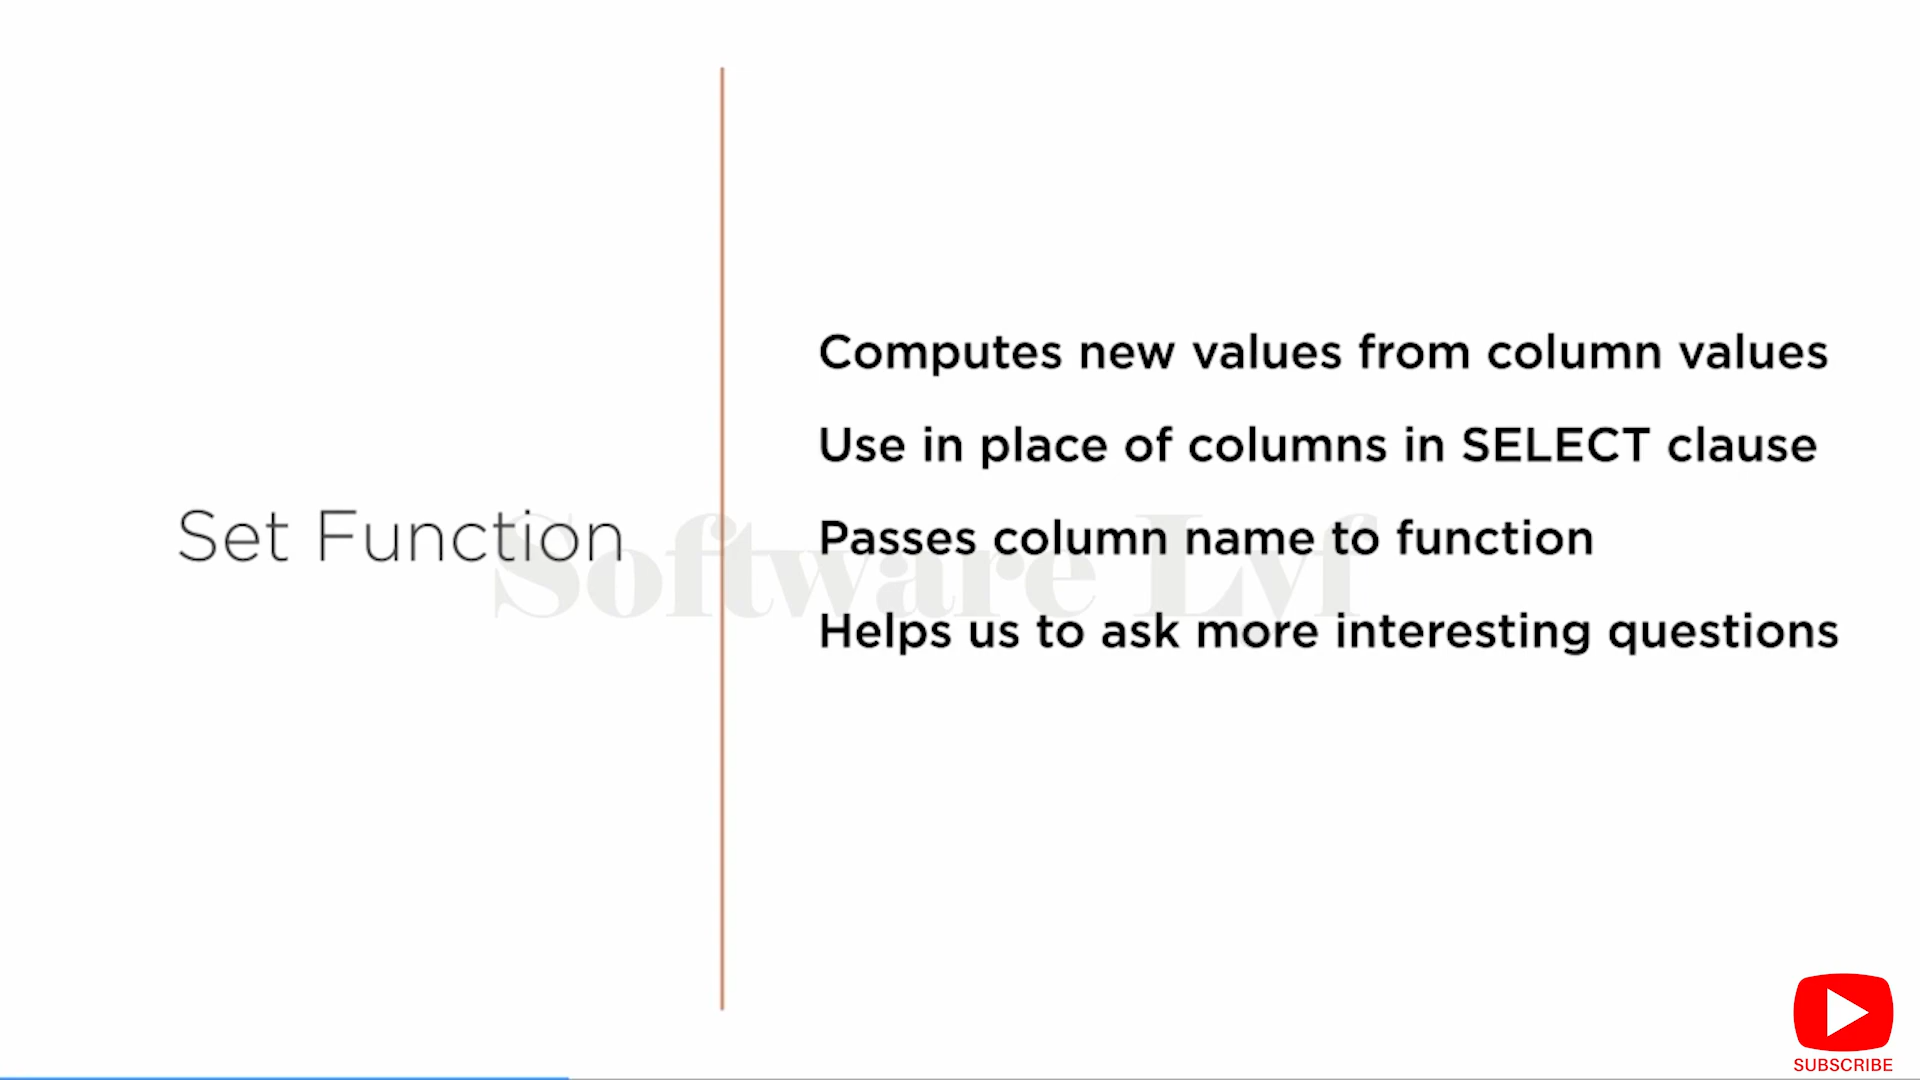 Set Function
Computes new values from column values
Use in place of columns in SELECT clause
Passes column name to function
Helps us to ask more interesting questions
Software Lvf
SUBSCRIBE